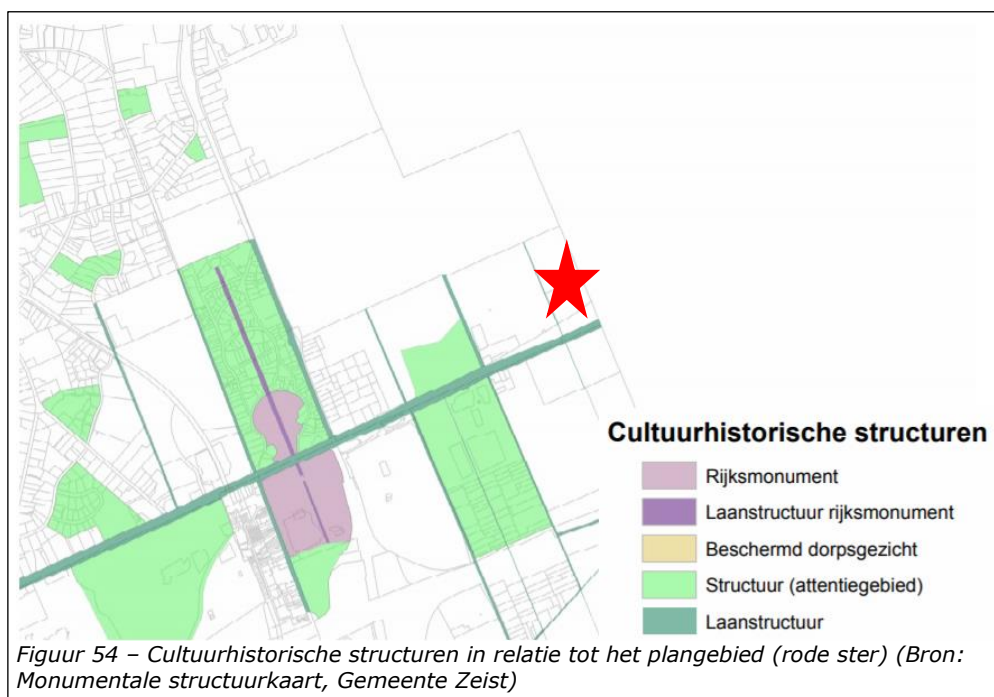 Cultuurhistorische structuren
Rijksmonument
Laanstructuur rijksmonument
Beschermd dorpsgezicht
Structuur (attentiegebied)
Laanstructuur
Figuur 54 – Cultuurhistorische structuren in relatie tot het plangebied (rode ster) (Bron:
Monumentale structuurkaart, Gemeente Zeist)